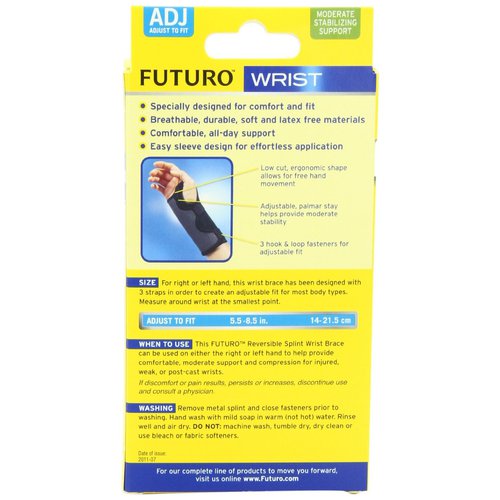 ADJ
ADJUST TO FIT
MODERATE
STABILIZING
SUPPORT
FUTURO® WRIST
• Specially designed for comfort and fit
• Breathable, durable, soft and latex free materials
• Comfortable, all-day support
• Easy sleeve design for effortless application
Low cut, ergonomic shape
allows for free hand
movement
Adjustable, palmar stay
helps provide moderate
stability
3 hook & loop fasteners for
adjustable fit
SIZE For right or left hand, this wrist brace has been designed with
3 straps in order to create an adjustable fit for most body types.
Measure around wrist at the smallest point.
ADJUST TO FIT 5.5-8.5 in. 14-21.5 cm
WHEN TO USE This FUTURO™ Reversible Splint Wrist Brace
can be used on either the right or left hand to help provide
comfortable, moderate support and compression for injured,
weak, or post-cast wrists.
If discomfort or pain results, persists or increases, discontinue use
and consult a physician.
WASHING Remove metal splint and close fasteners prior to
washing. Hand wash with mild soap in warm (not hot) water. Rinse
well and air dry. DO NOT: machine wash, tumble dry, dry clean or
use bleach or fabric softeners.
Date of issue:
2011-07
For our complete line of products to move you forward,
visit us online www.Futuro.com